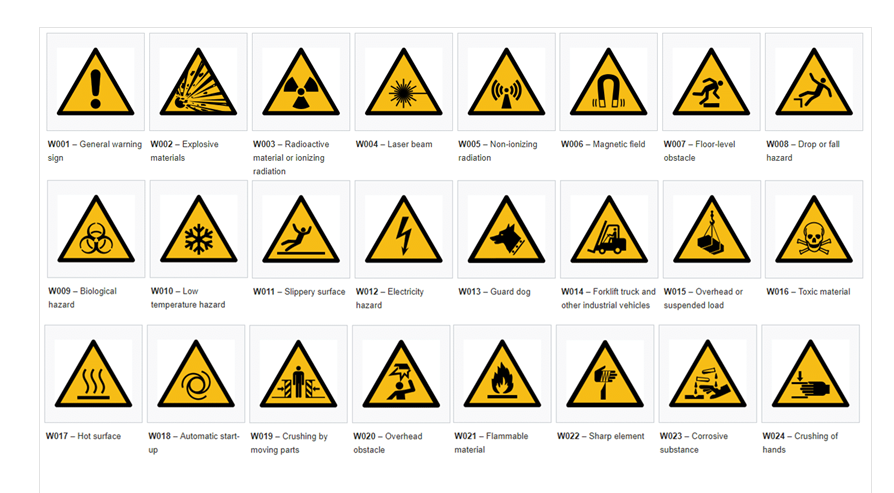 W001 – General warning
sign
W002 – Explosive
materials
W003 – Radioactive
material or ionizing
radiation
W004 – Laser beam
W005 – Non-ionizing
radiation
W006 – Magnetic field
W007 – Floor-level
obstacle
W008 – Drop or fall
hazard
W009 – Biological
hazard
W010 – Low
temperature hazard
W011 – Slippery surface
W012 – Electricity
hazard
W013 – Guard dog
W014 – Forklift truck and
other industrial vehicles
W015 – Overhead or
suspended load
W016 – Toxic material
W017 – Hot surface
W018 – Automatic start-
up
W019 – Crushing by
moving parts
W020 – Overhead
obstacle
W021 – Flammable
material
W022 – Sharp element
W023 – Corrosive
substance
W024 – Crushing of
hands